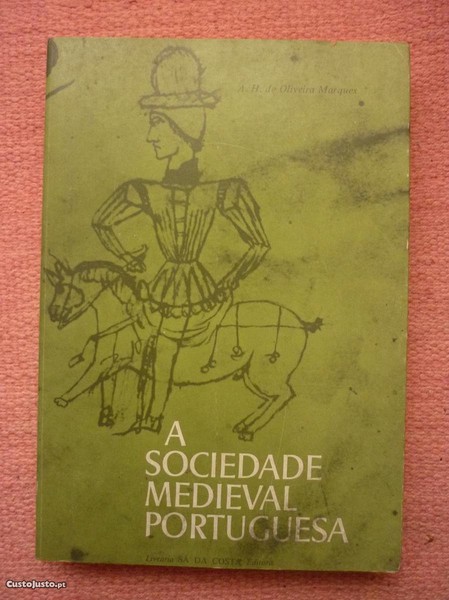 A. H. de Oliveira Marques
A
SOCIEDADE
MEDIEVAL
PORTUGUESA
Livraria SÁ DA COSTA Editora
CustoJusto.pt